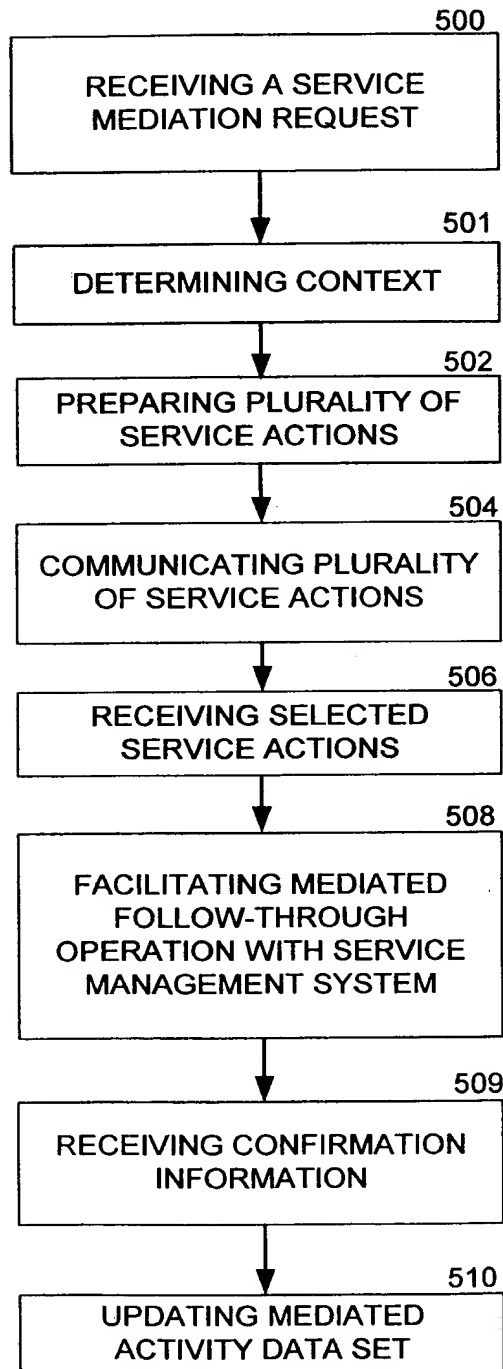 500
RECEIVING A SERVICE
MEDIATION REQUEST
501
DETERMINING CONTEXT
502
PREPARING PLURALITY OF
SERVICE ACTIONS
504
COMMUNICATING PLURALITY
OF SERVICE ACTIONS
506
RECEIVING SELECTED
SERVICE ACTIONS
508
FACILITATING MEDIATED
FOLLOW-THROUGH
OPERATION WITH SERVICE
MANAGEMENT SYSTEM
509
RECEIVING CONFIRMATION
INFORMATION
510
UPDATING MEDIATED
ACTIVITY DATA SET